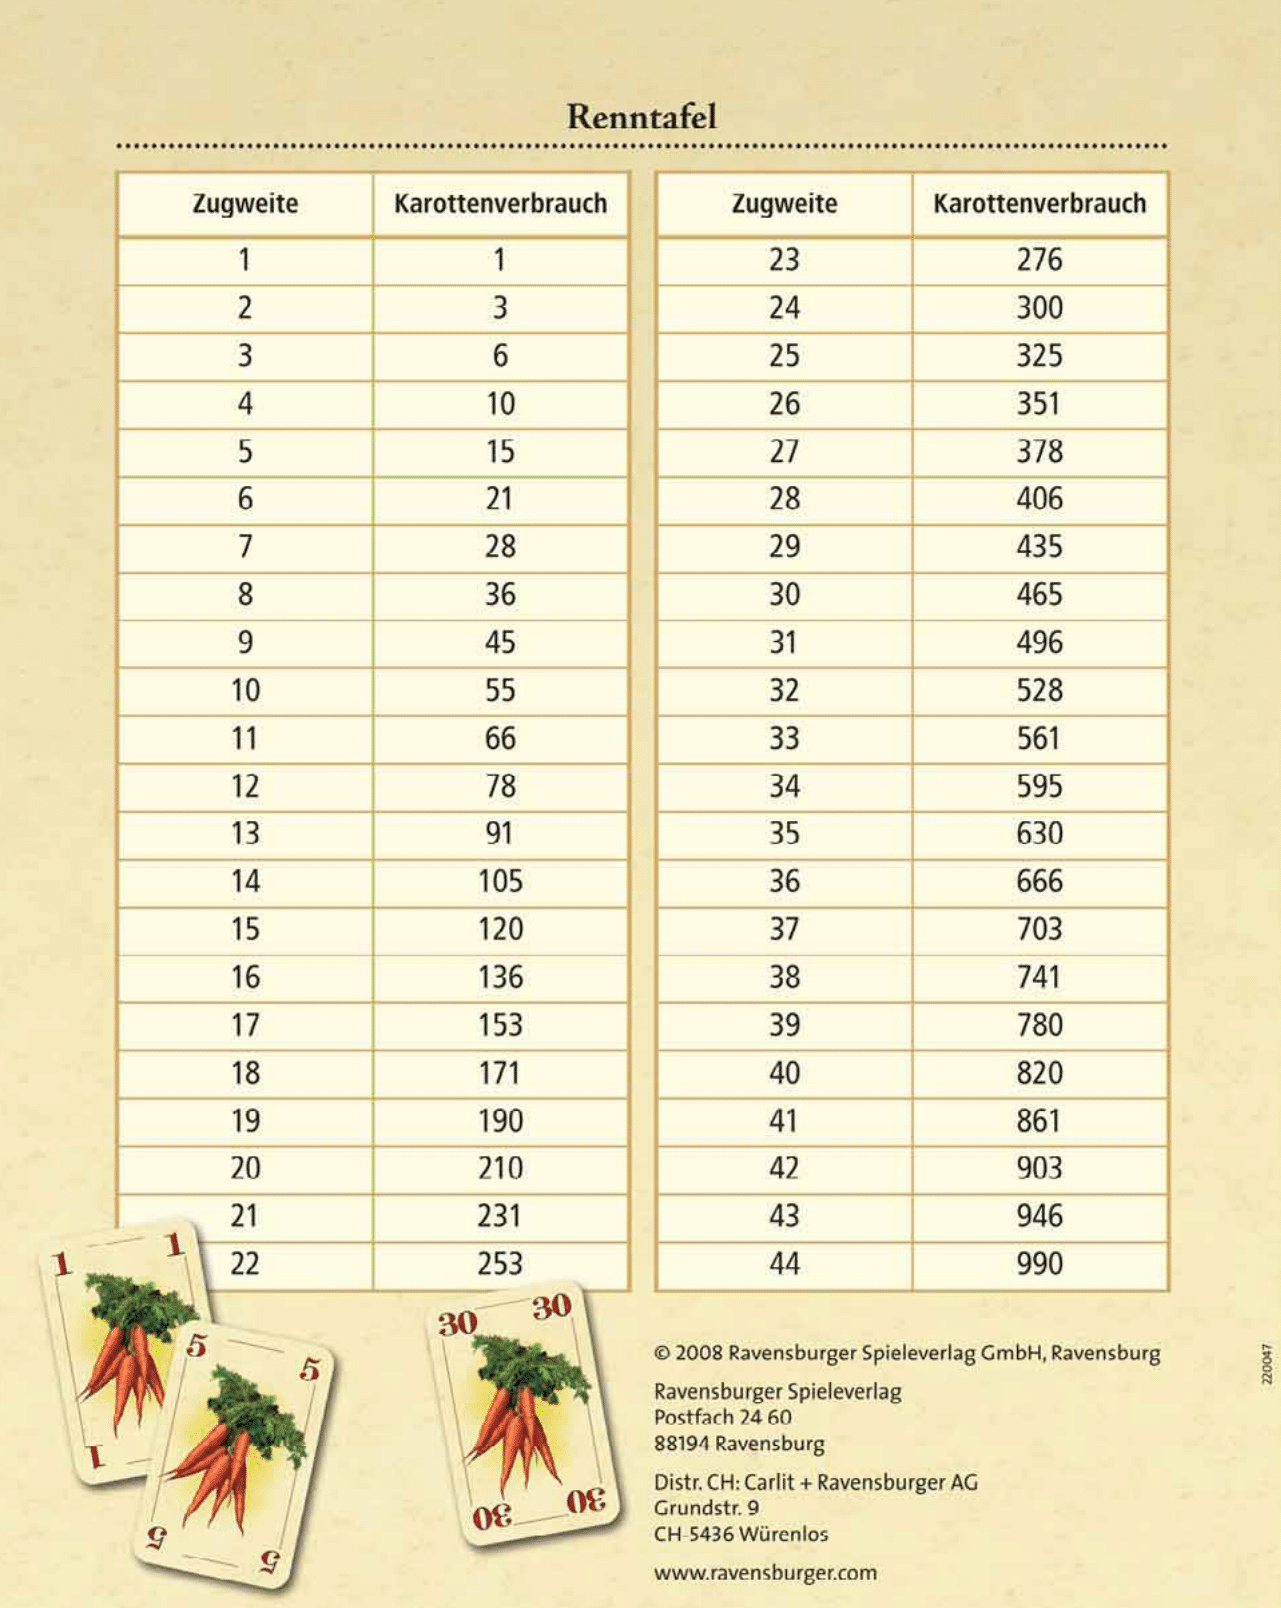 Renntafel
Zugweite Karottenverbrauch Zugweite Karottenverbrauch
1 1 23 276
2 3 24 300
3 6 25 325
4 10 26 351
5 15 27 378
6 21 28 406
7 28 29 435
8 36 30 465
9 45 31 496
10 55 32 528
11 66 33 561
12 78 34 595
13 91 35 630
14 105 36 666
15 120 37 703
16 136 38 741
17 153 39 780
18 171 40 820
19 190 41 861
20 210 42 903
21 231 43 946
22 253 44 990
1 1
1
5 5
5 5
30 30
30 30
© 2008 Ravensburger Spieleverlag GmbH, Ravensburg
Ravensburger Spieleverlag
Postfach 24 60
88194 Ravensburg
Distr. CH: Carlit + Ravensburger AG
Grundstr. 9
CH-5436 Würenlos
www.ravensburger.com
220047